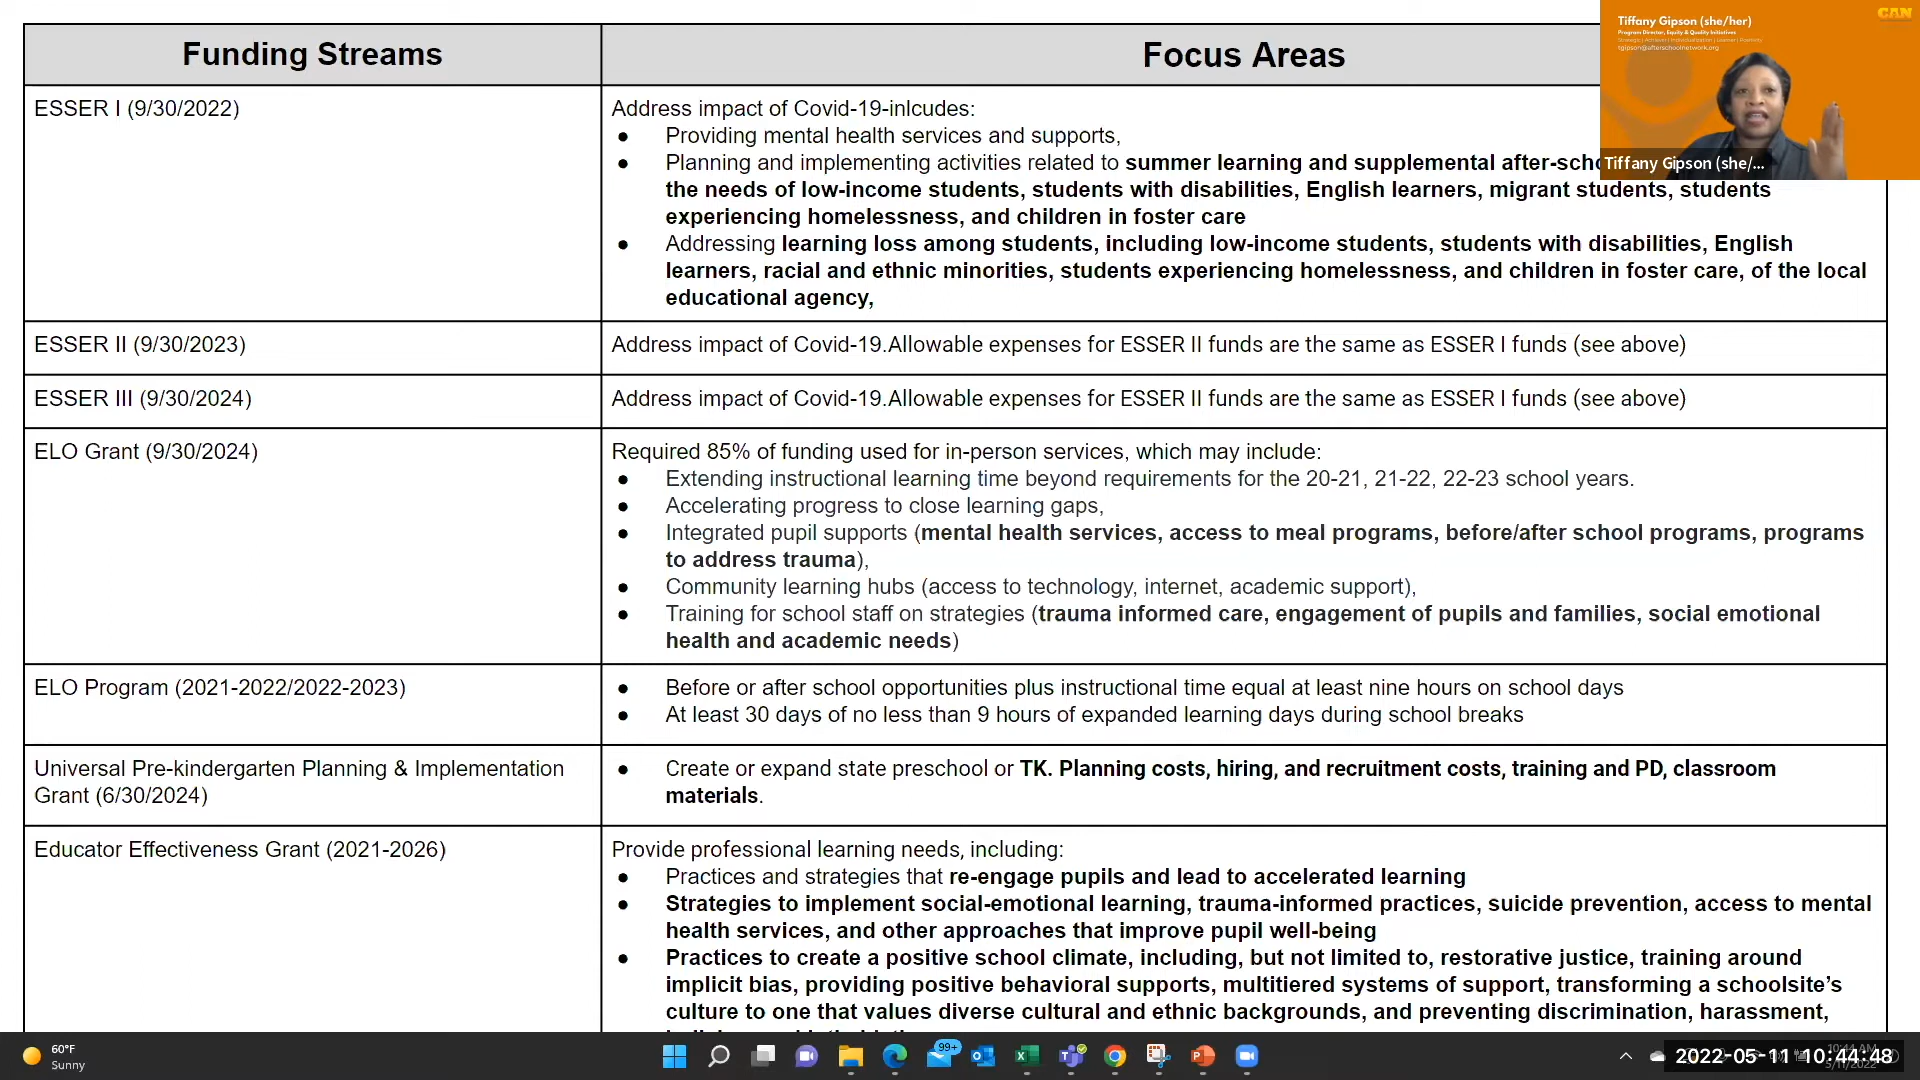 Funding Streams
Focus Areas
ESSER I (9/30/2022)
Address impact of Covid-19-inlcudes:
● Providing mental health services and supports,
● Planning and implementing activities related to summer learning and supplemental after-scho
the needs of low-income students, students with disabilities, English learners, migrant students, students
experiencing homelessness, and children in foster care
● Addressing learning loss among students, including low-income students, students with disabilities, English
learners, racial and ethnic minorities, students experiencing homelessness, and children in foster care, of the local
educational agency,
ESSER II (9/30/2023)
Address impact of Covid-19.Allowable expenses for ESSER II funds are the same as ESSER I funds (see above)
ESSER III (9/30/2024)
Address impact of Covid-19.Allowable expenses for ESSER II funds are the same as ESSER I funds (see above)
ELO Grant (9/30/2024)
Required 85% of funding used for in-person services, which may include:
● Extending instructional learning time beyond requirements for the 20-21, 21-22, 22-23 school years.
● Accelerating progress to close learning gaps,
● Integrated pupil supports (mental health services, access to meal programs, before/after school programs, programs
to address trauma),
● Community learning hubs (access to technology, internet, academic support),
● Training for school staff on strategies (trauma informed care, engagement of pupils and families, social emotional
health and academic needs)
ELO Program (2021-2022/2022-2023)
● Before or after school opportunities plus instructional time equal at least nine hours on school days
● At least 30 days of no less than 9 hours of expanded learning days during school breaks
Universal Pre-kindergarten Planning & Implementation
Grant (6/30/2024)
● Create or expand state preschool or TK. Planning costs, hiring, and recruitment costs, training and PD, classroom
materials.
Educator Effectiveness Grant (2021-2026)
Provide professional learning needs, including:
● Practices and strategies that re-engage pupils and lead to accelerated learning
● Strategies to implement social-emotional learning, trauma-informed practices, suicide prevention, access to mental
health services, and other approaches that improve pupil well-being
● Practices to create a positive school climate, including, but not limited to, restorative justice, training around
implicit bias, providing positive behavioral supports, multitiered systems of support, transforming a schoolsite's
culture to one that values diverse cultural and ethnic backgrounds, and preventing discrimination, harassment,
Tiffany Gipson (she/her)
Program Director, Equity & Quality Initiatives
tgipson@afterschoolnetwork.org
CAN
Tiffany Gipson (she/...
60°F
Sunny
99+
2022-05-11 10:44:48